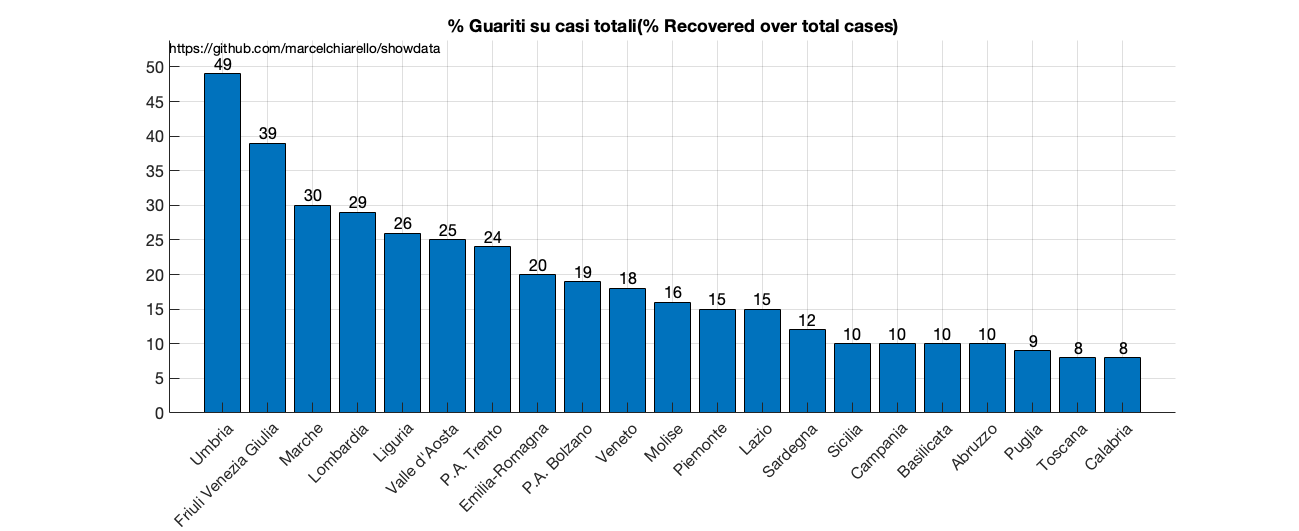 % Guariti su casi totali(% Recovered over total cases)
https://github.com/marcelchiarello/showdata
50
45
40
35
30
25
20
15
10
5
0
49
39
30
29
26
25
24
20
19
18
16
15
15
12
10
10
10
10
9
8
8
Umbria
Friuli Venezia Giulia
Marche
Lombardia
Liguria
Valle d'Aosta
P.A. Trento
Emilia-Romagna
P.A. Bolzano
Veneto
Molise
Piemonte
Lazio
Sardegna
Sicilia
Campania
Basilicata
Abruzzo
Puglia
Toscana
Calabria